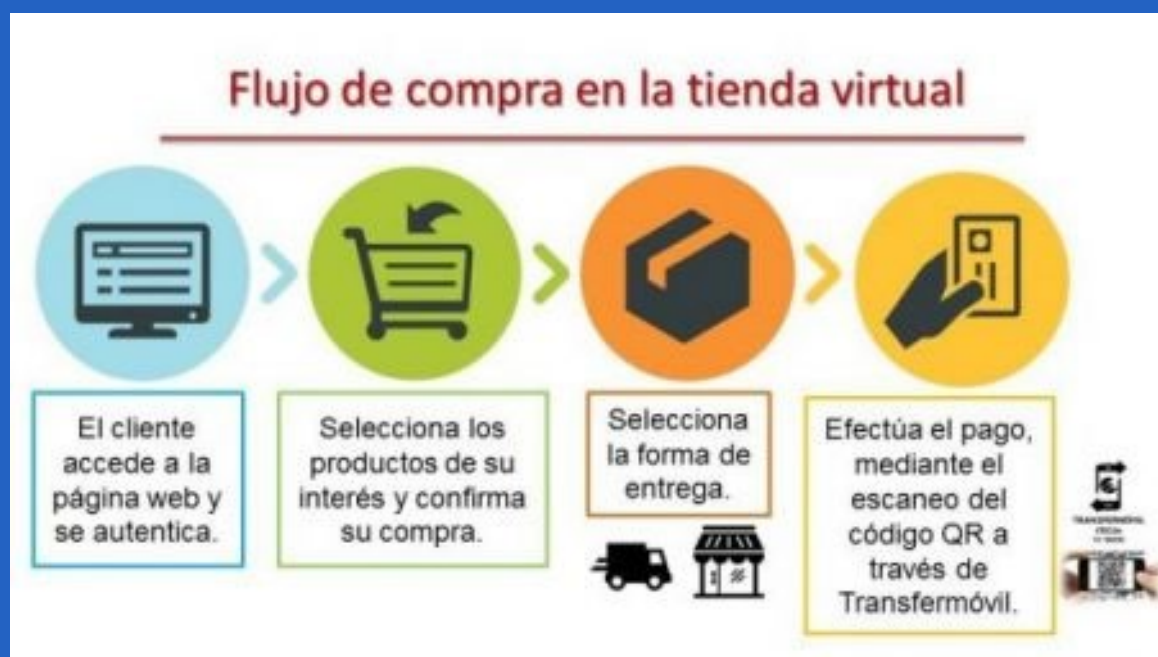 Flujo de compra en la tienda virtual
El cliente
accede a la
página web y
se autentica.
Selecciona los
productos de su
interés y confirma
su compra.
Selecciona
la forma de
entrega.
Efectúa el pago,
mediante el
escaneo del
código QR a
través de
Transfermóvil.
TRANSFERMÓVIL